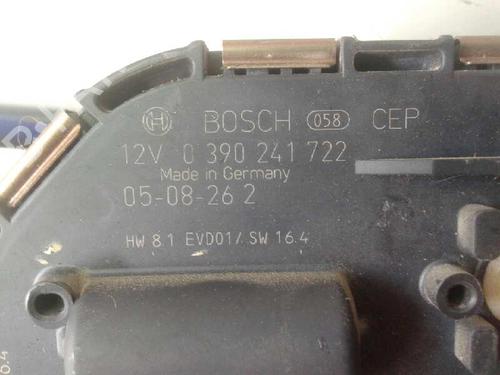 BOSCH 058 CEP
12V 0 390 241 722
Made in Germany
05-08-26 2
HW 8.1 EVD01/ SW 16.4